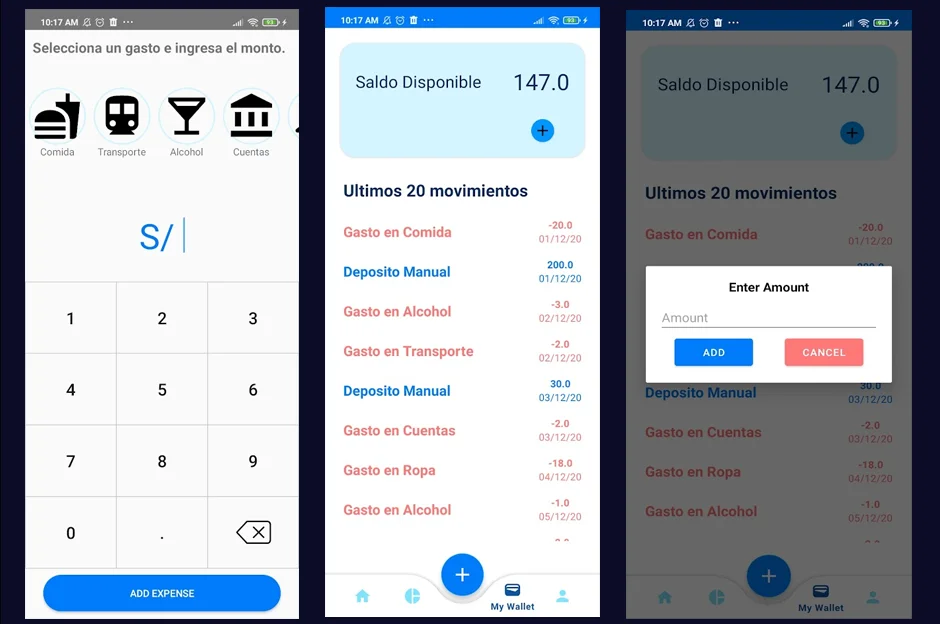 10:17 AM
93
Selecciona un gasto e ingresa el monto.
Comida
Transporte
Alcohol
Cuentas
S/
1 2 3
4 5 6
7 8 9
0 .
ADD EXPENSE
10:17 AM
93
Saldo Disponible 147.0
+
Ultimos 20 movimientos
Gasto en Comida -20.0
01/12/20
Deposito Manual 200.0
01/12/20
Gasto en Alcohol -3.0
02/12/20
Gasto en Transporte -2.0
02/12/20
Deposito Manual 30.0
03/12/20
Gasto en Cuentas -2.0
03/12/20
Gasto en Ropa -18.0
04/12/20
Gasto en Alcohol -1.0
05/12/20
+
My Wallet
10:17 AM
93
Saldo Disponible 147.0
+
Ultimos 20 movimientos
Gasto en Comida -20.0
01/12/20
Enter Amount
Amount
ADD CANCEL
Deposito Manual 30.0
03/12/20
Gasto en Cuentas -2.0
03/12/20
Gasto en Ropa -18.0
04/12/20
Gasto en Alcohol -1.0
05/12/20
+
My Wallet